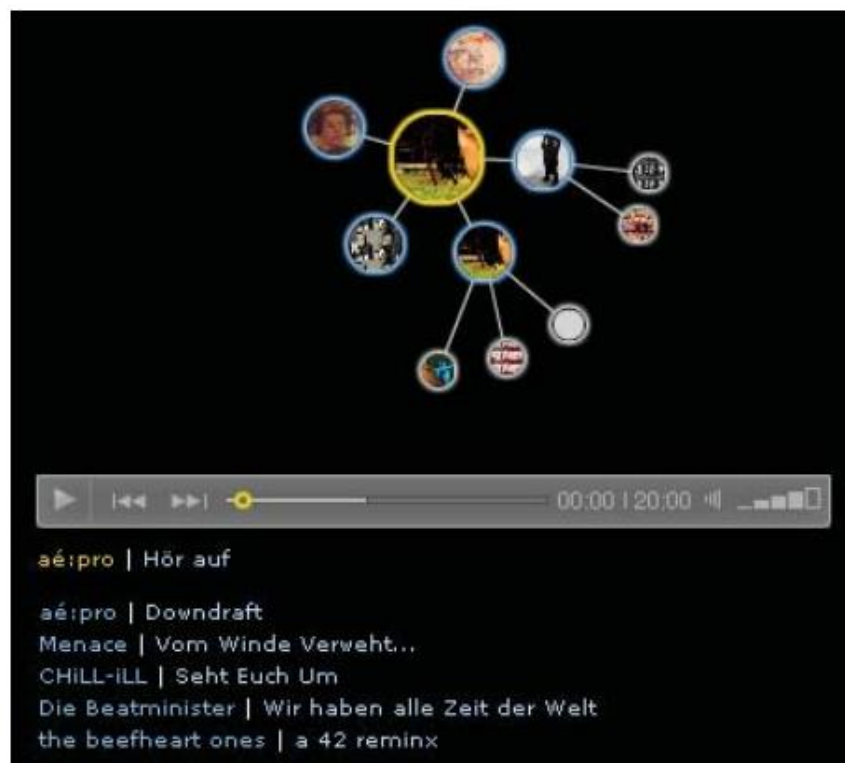 00:00 | 20:00
aé:pro | Hör auf
aé:pro | Downdraft
Menace | Vom Winde Verweht...
CHiLL-iLL | Seht Euch Um
Die Beatminister | Wir haben alle Zeit der Welt
the beefheart ones | a 42 reminx